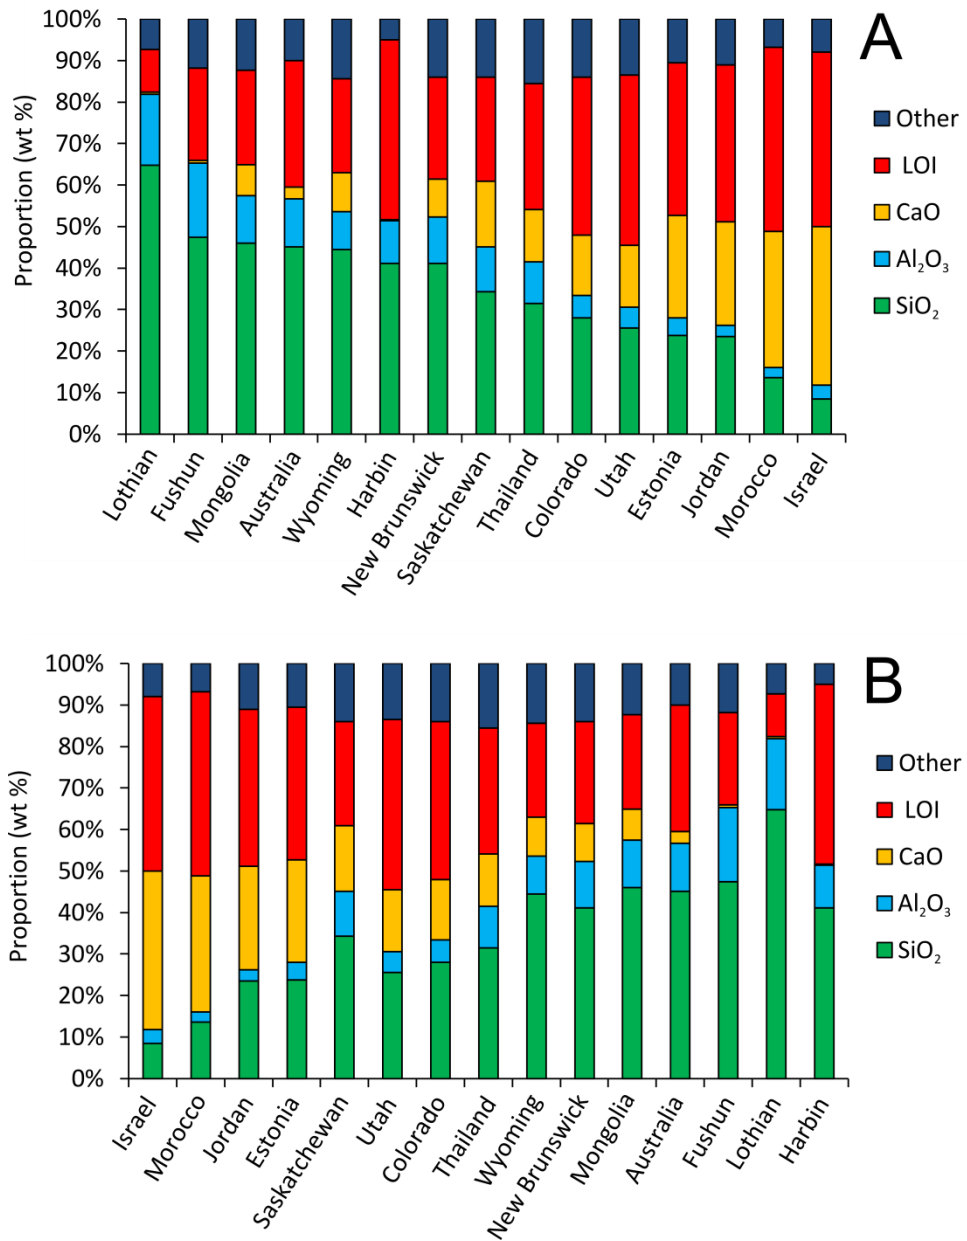 A
100%
90%
80%
70%
60%
50%
40%
30%
20%
10%
0%
Proportion (wt %)
Other
LOI
CaO
Al₂O₃
SiO₂
Lothian
Fushun
Mongolia
Australia
Wyoming
Harbin
New Brunswick
Saskatchewan
Thailand
Colorado
Utah
Estonia
Jordan
Morocco
Israel
B
100%
90%
80%
70%
60%
50%
40%
30%
20%
10%
0%
Proportion (wt %)
Other
LOI
CaO
Al₂O₃
SiO₂
Israel
Morocco
Jordan
Estonia
Saskatchewan
Utah
Colorado
Thailand
Wyoming
New Brunswick
Mongolia
Australia
Fushun
Lothian
Harbin